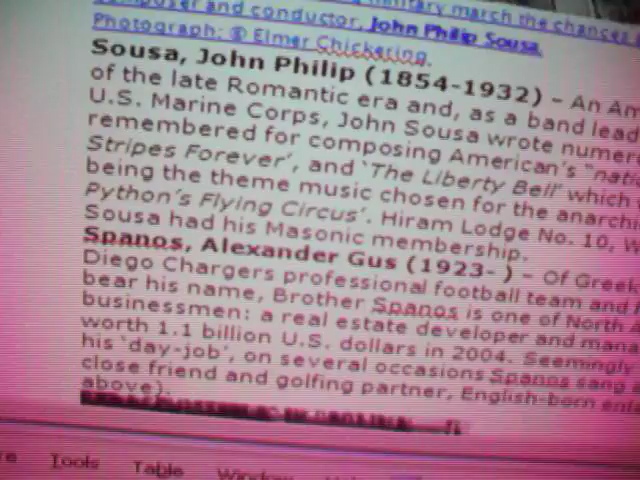 military march the chances
composer and conductor, John Philip Sousa.
Photograph: © Elmer Chickering.
Sousa, John Philip (1854-1932) – An Am
of the late Romantic era and, as a band lead
U.S. Marine Corps, John Sousa wrote numer
remembered for composing American's "nati
Stripes Forever', and 'The Liberty Bell' which
being the theme music chosen for the anarchi
Python's Flying Circus'. Hiram Lodge No. 10, W
Sousa had his Masonic membership.
Spanos, Alexander Gus (1923- ) – Of Greek
Diego Chargers professional football team and
bear his name, Brother Spanos is one of North
businessmen: a real estate developer and mana
worth 1.1 billion U.S. dollars in 2004. Seemingly
his 'day-job', on several occasions Spanos sang
close friend and golfing partner, English-born ent
above).
Tools Table Window